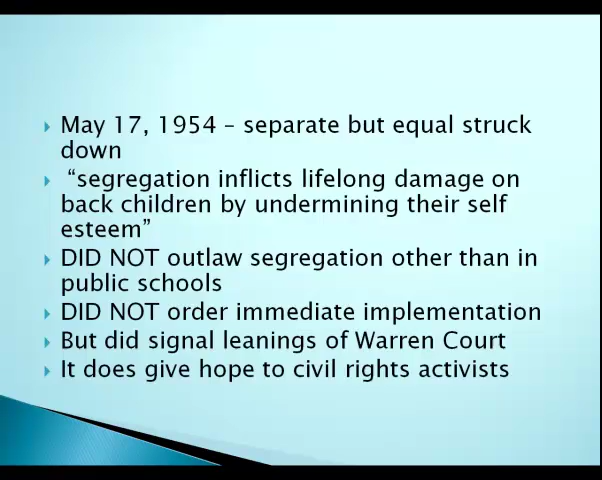 May 17, 1954 – separate but equal struck
down
“segregation inflicts lifelong damage on
back children by undermining their self
esteem”
DID NOT outlaw segregation other than in
public schools
DID NOT order immediate implementation
But did signal leanings of Warren Court
It does give hope to civil rights activists